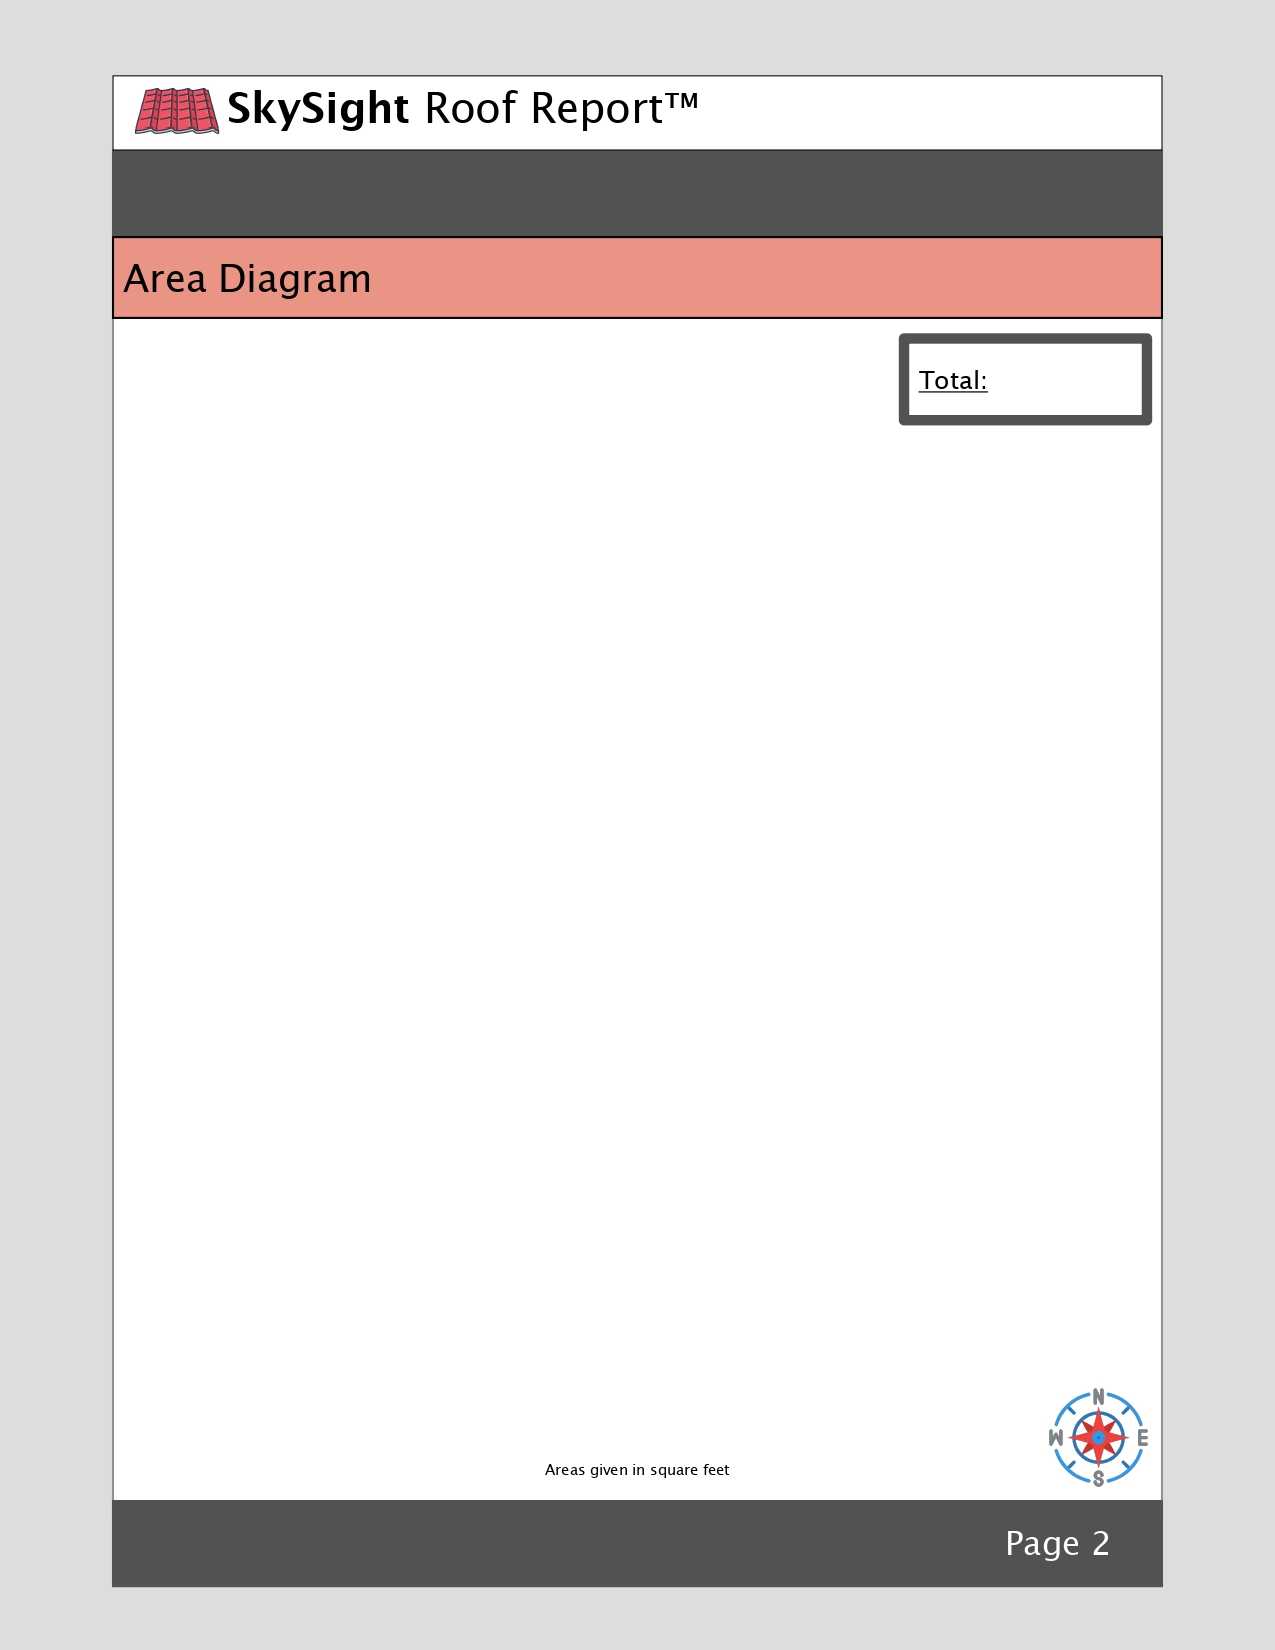 SkySight Roof Report™
Area Diagram
Total:
N
W E
S
Areas given in square feet
Page 2